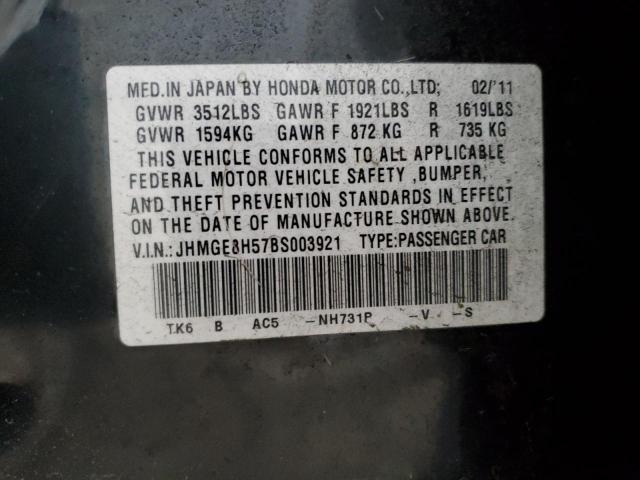 MFD.IN JAPAN BY HONDA MOTOR CO.,LTD; 02/'11
GVWR 3512LBS GAWR F 1921LBS R 1619LBS
GVWR 1594KG GAWR F 872 KG R 735 KG
THIS VEHICLE CONFORMS TO ALL APPLICABLE
FEDERAL MOTOR VEHICLE SAFETY ,BUMPER,
AND THEFT PREVENTION STANDARDS IN EFFECT
ON THE DATE OF MANUFACTURE SHOWN ABOVE.
V.I.N.: JHMGE8H57BS003921 TYPE:PASSENGER CAR
TK6 B AC5 -NH731P -V -S